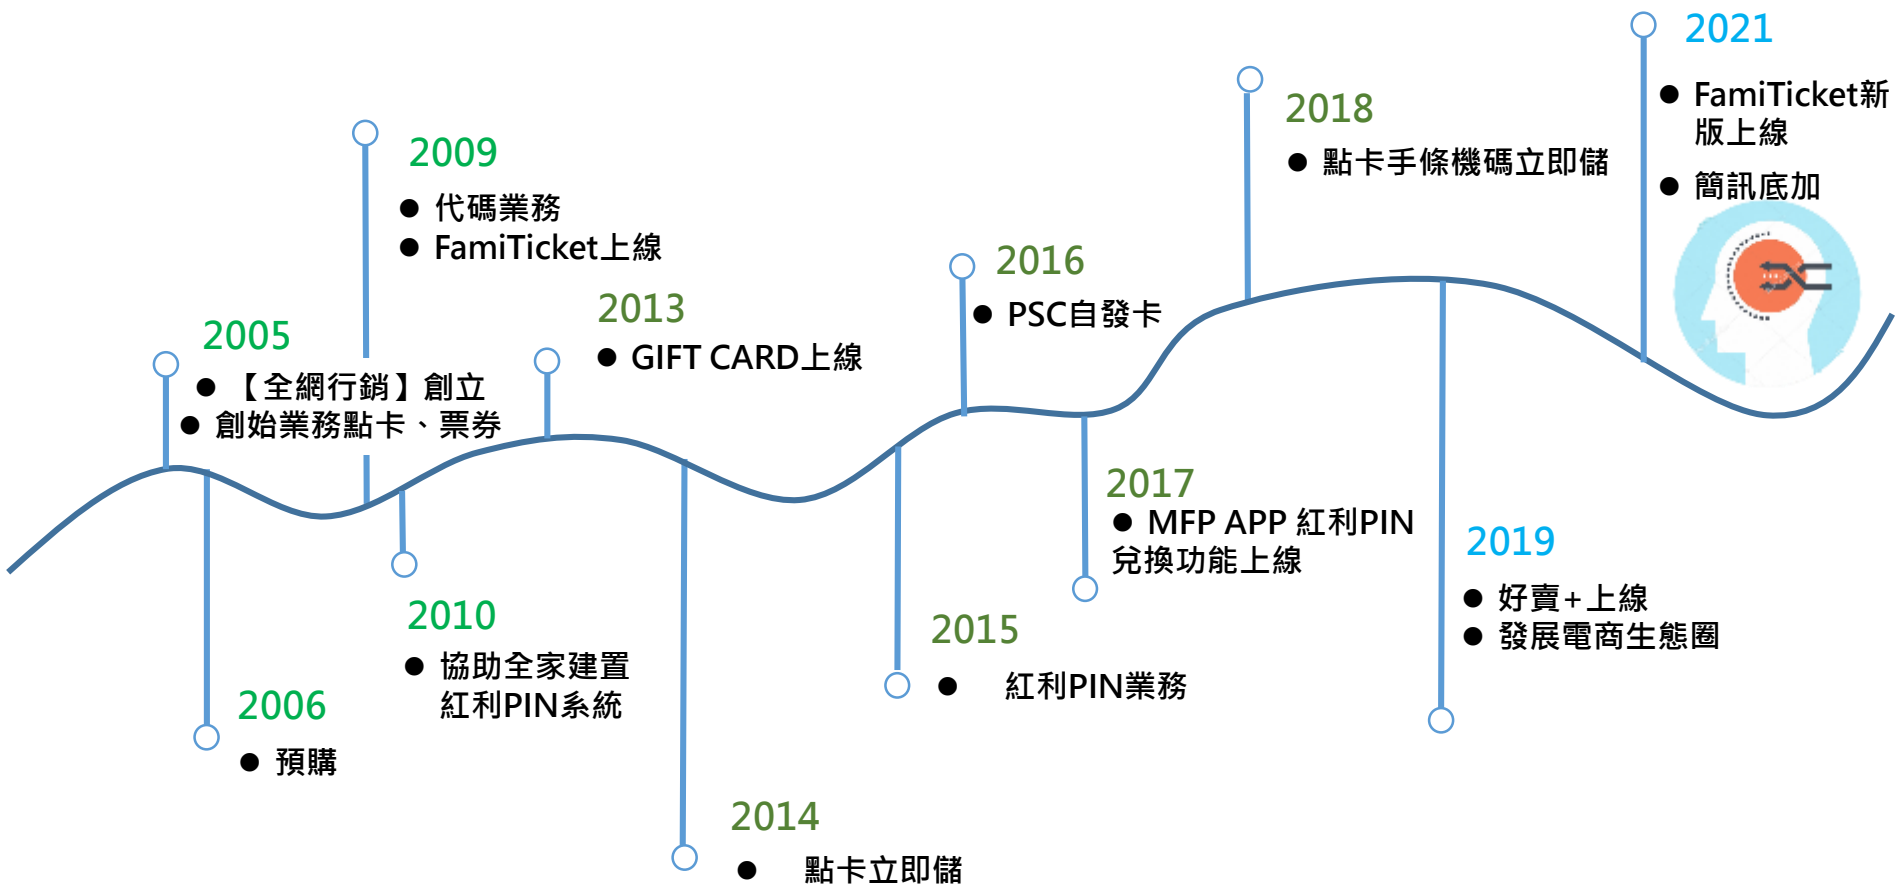 2005
● 【全網行銷】創立
● 創始業務點卡、票券
2006
● 預購
2009
● 代碼業務
● FamiTicket上線
2010
● 協助全家建置
紅利PIN系統
2013
● GIFT CARD上線
2014
● 點卡立即儲
2015
● 紅利PIN業務
2016
● PSC自發卡
2017
● MFP APP 紅利PIN
兌換功能上線
2018
● 點卡手條機碼立即儲
2019
● 好賣+上線
● 發展電商生態圈
2021
● FamiTicket新
版上線
● 簡訊底加